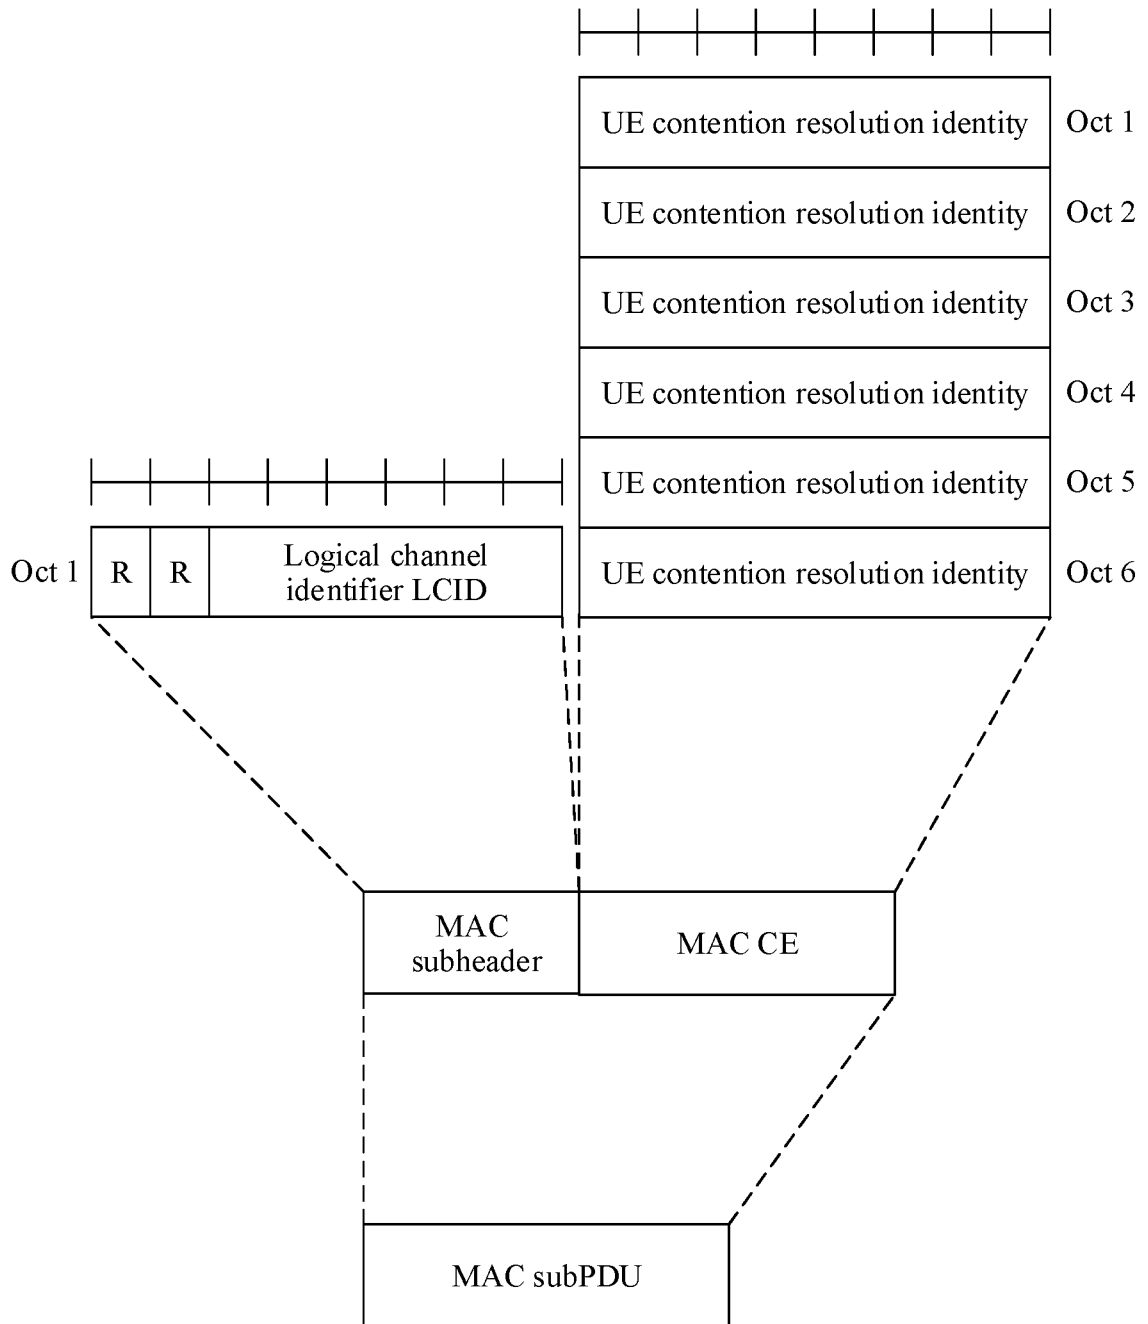 UE contention resolution identity Oct 1
UE contention resolution identity Oct 2
UE contention resolution identity Oct 3
UE contention resolution identity Oct 4
UE contention resolution identity Oct 5
Oct 1 R R Logical channel
identifier LCID
UE contention resolution identity Oct 6
MAC
subheader
MAC CE
MAC subPDU